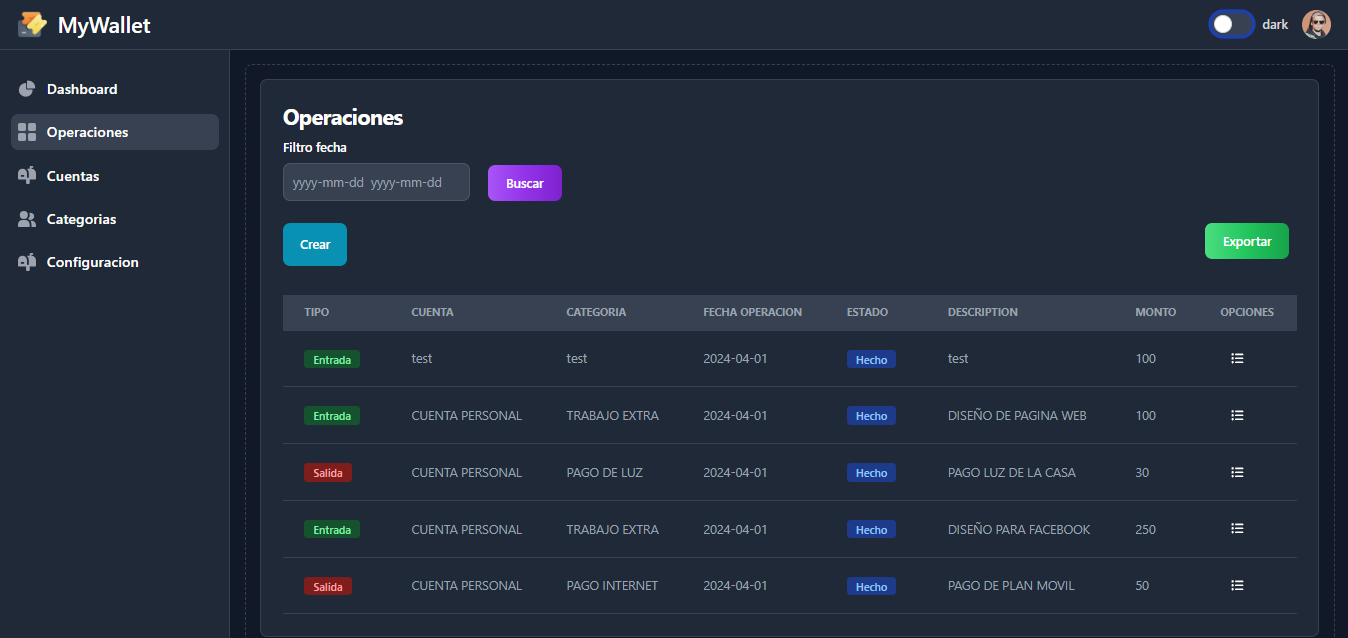 MyWallet
dark
Dashboard
Operaciones
Cuentas
Categorias
Configuracion
Operaciones
Filtro fecha
yyyy-mm-dd yyyy-mm-dd
Buscar
Crear
Exportar
TIPO CUENTA CATEGORIA FECHA OPERACION ESTADO DESCRIPTION MONTO OPCIONES
Entrada test test 2024-04-01 Hecho test 100
Entrada CUENTA PERSONAL TRABAJO EXTRA 2024-04-01 Hecho DISEÑO DE PAGINA WEB 100
Salida CUENTA PERSONAL PAGO DE LUZ 2024-04-01 Hecho PAGO LUZ DE LA CASA 30
Entrada CUENTA PERSONAL TRABAJO EXTRA 2024-04-01 Hecho DISEÑO PARA FACEBOOK 250
Salida CUENTA PERSONAL PAGO INTERNET 2024-04-01 Hecho PAGO DE PLAN MOVIL 50